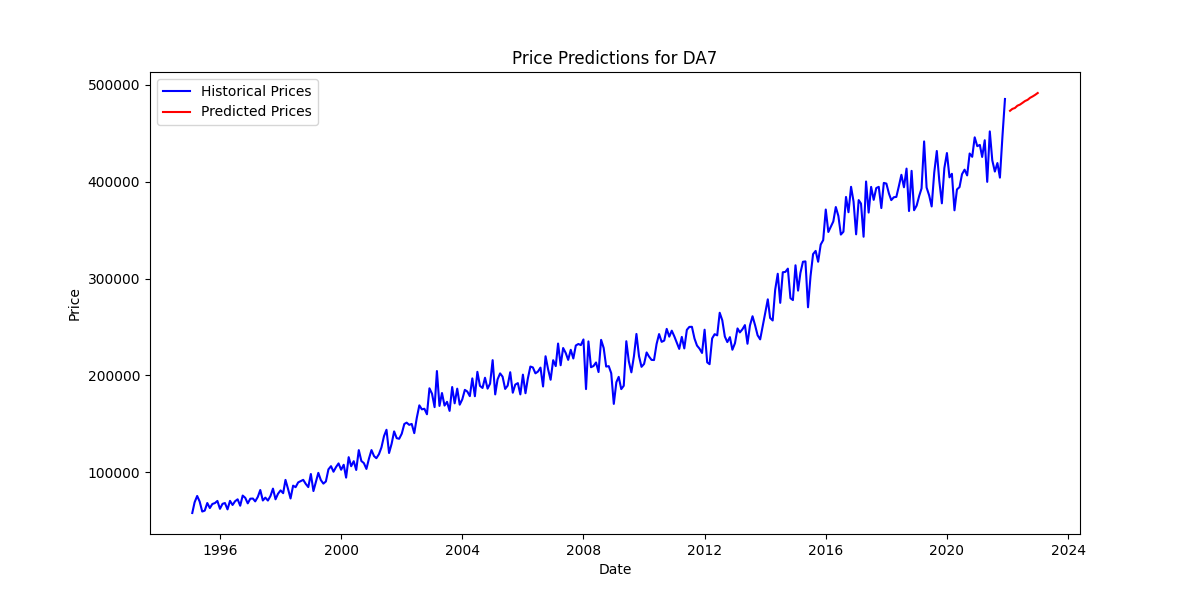 Price Predictions for DA7
Historical Prices
Predicted Prices
500000
400000
300000
200000
100000
Price
1996 2000 2004 2008 2012 2016 2020 2024
Date